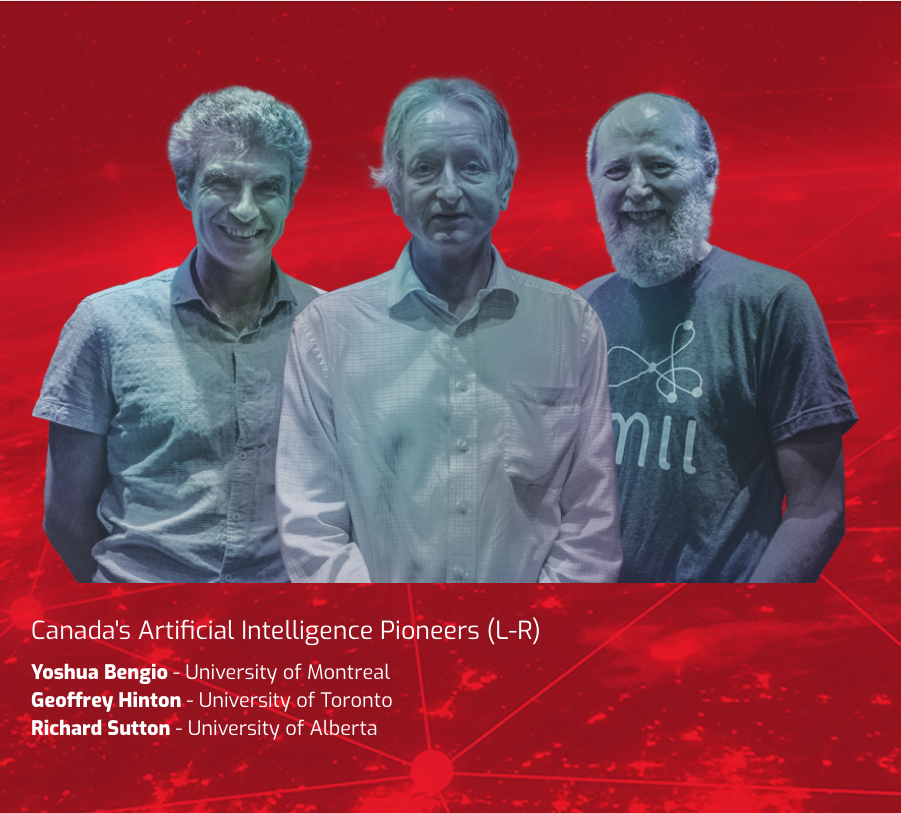 mii
Canada's Artificial Intelligence Pioneers (L-R)
Yoshua Bengio - University of Montreal
Geoffrey Hinton - University of Toronto
Richard Sutton - University of Alberta